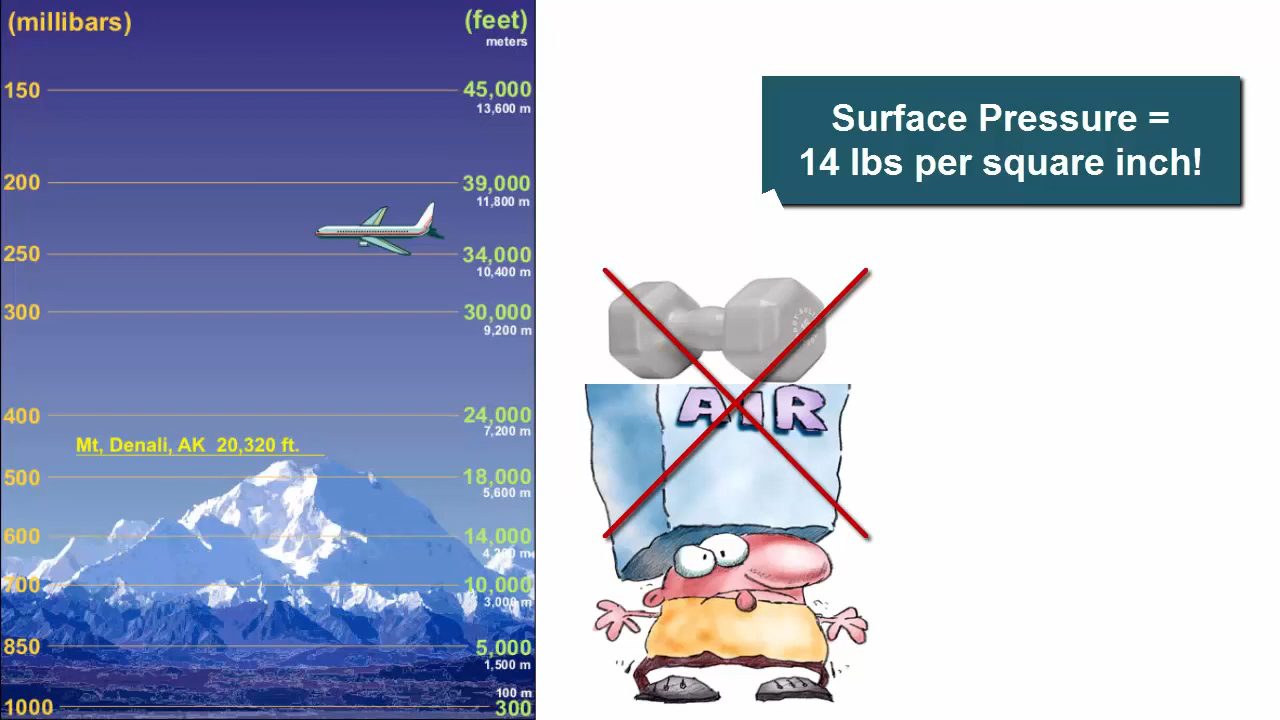 (millibars)
(feet)
meters
150
45,000
13,600 m
200
39,000
11,800 m
250
34,000
10,400 m
300
30,000
9,200 m
400
24,000
7,200 m
Mt, Denali, AK 20,320 ft.
500
18,000
5,600 m
600
14,000
700
10,000
3,000 m
850
5,000
1,500 m
100 m
1000
300
Surface Pressure =
14 lbs per square inch!
AIR